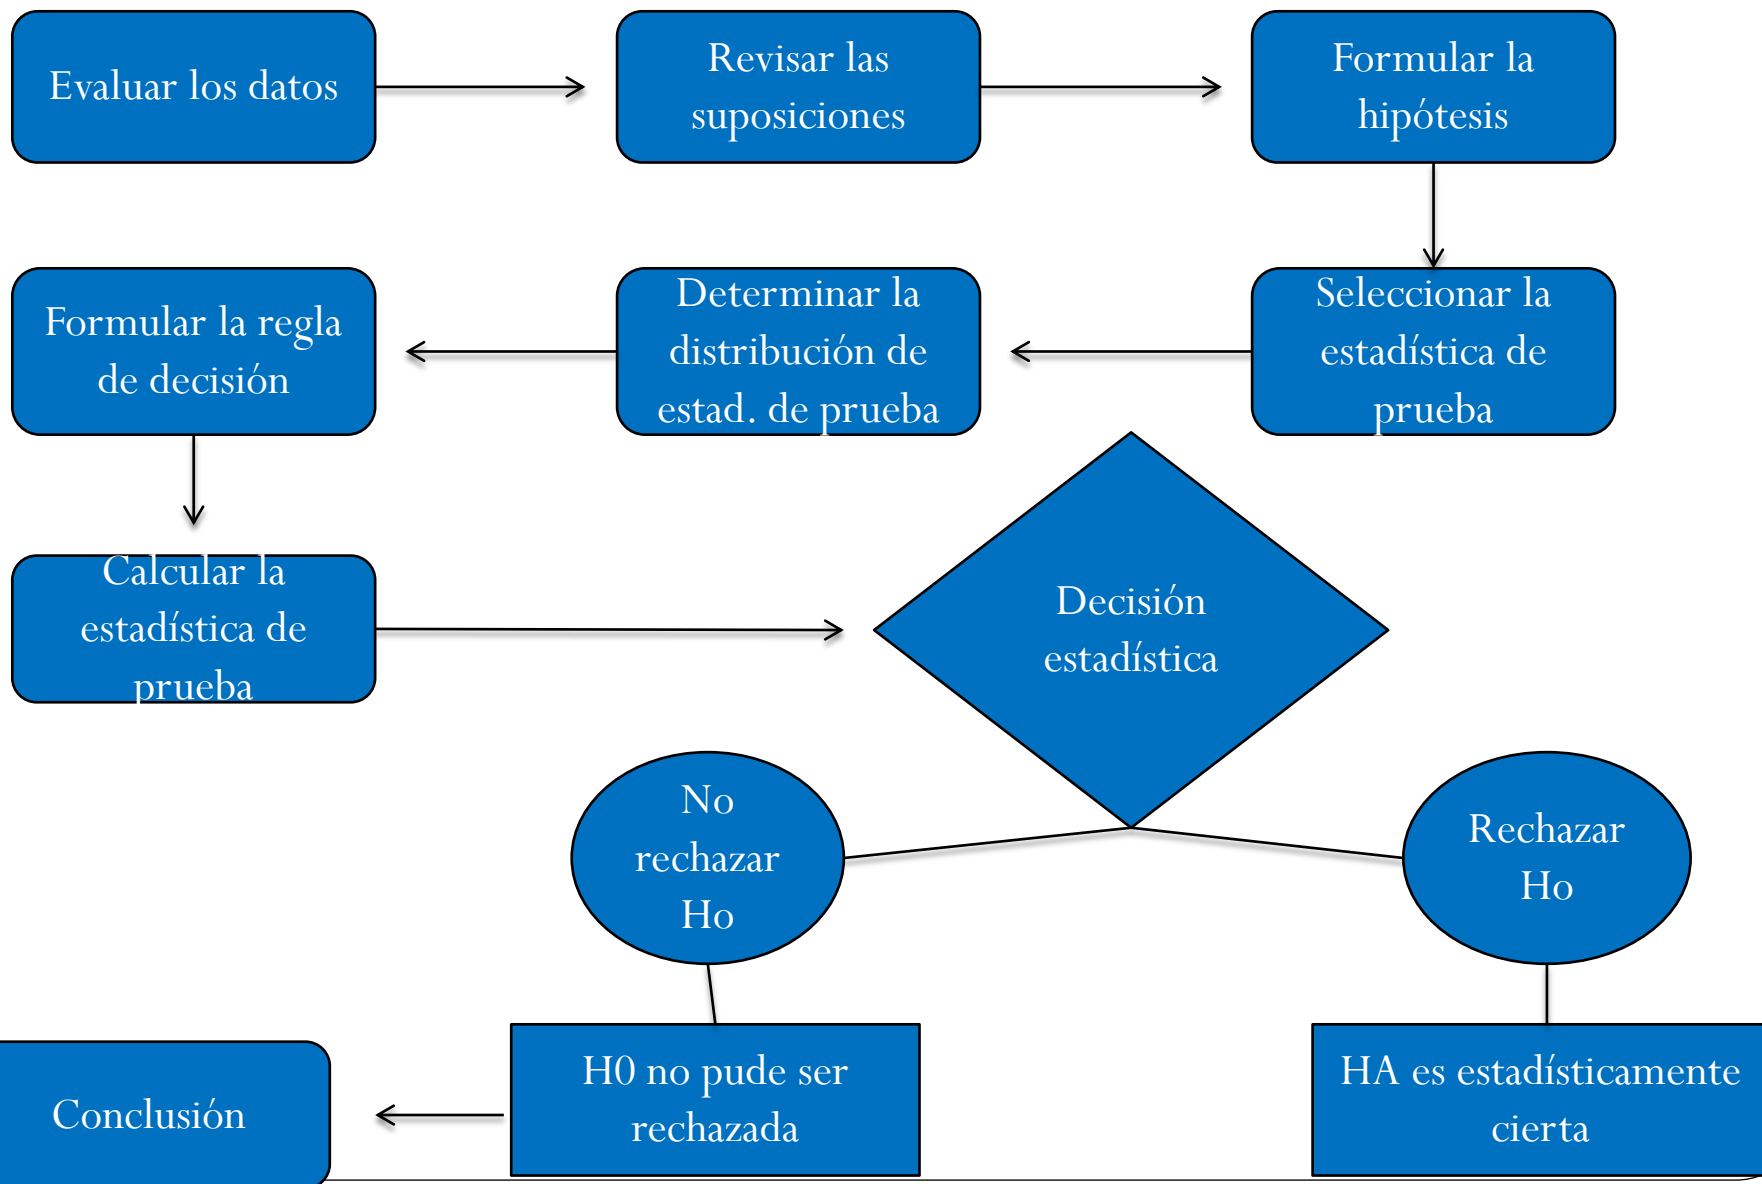 Evaluar los datos
Revisar las
suposiciones
Formular la
hipótesis
Seleccionar la
estadística de
prueba
Determinar la
distribución de
estad. de prueba
Formular la regla
de decisión
Calcular la
estadística de
prueba
Decisión
estadística
No
rechazar
Ho
Rechazar
Ho
H0 no pude ser
rechazada
HA es estadísticamente
cierta
Conclusión